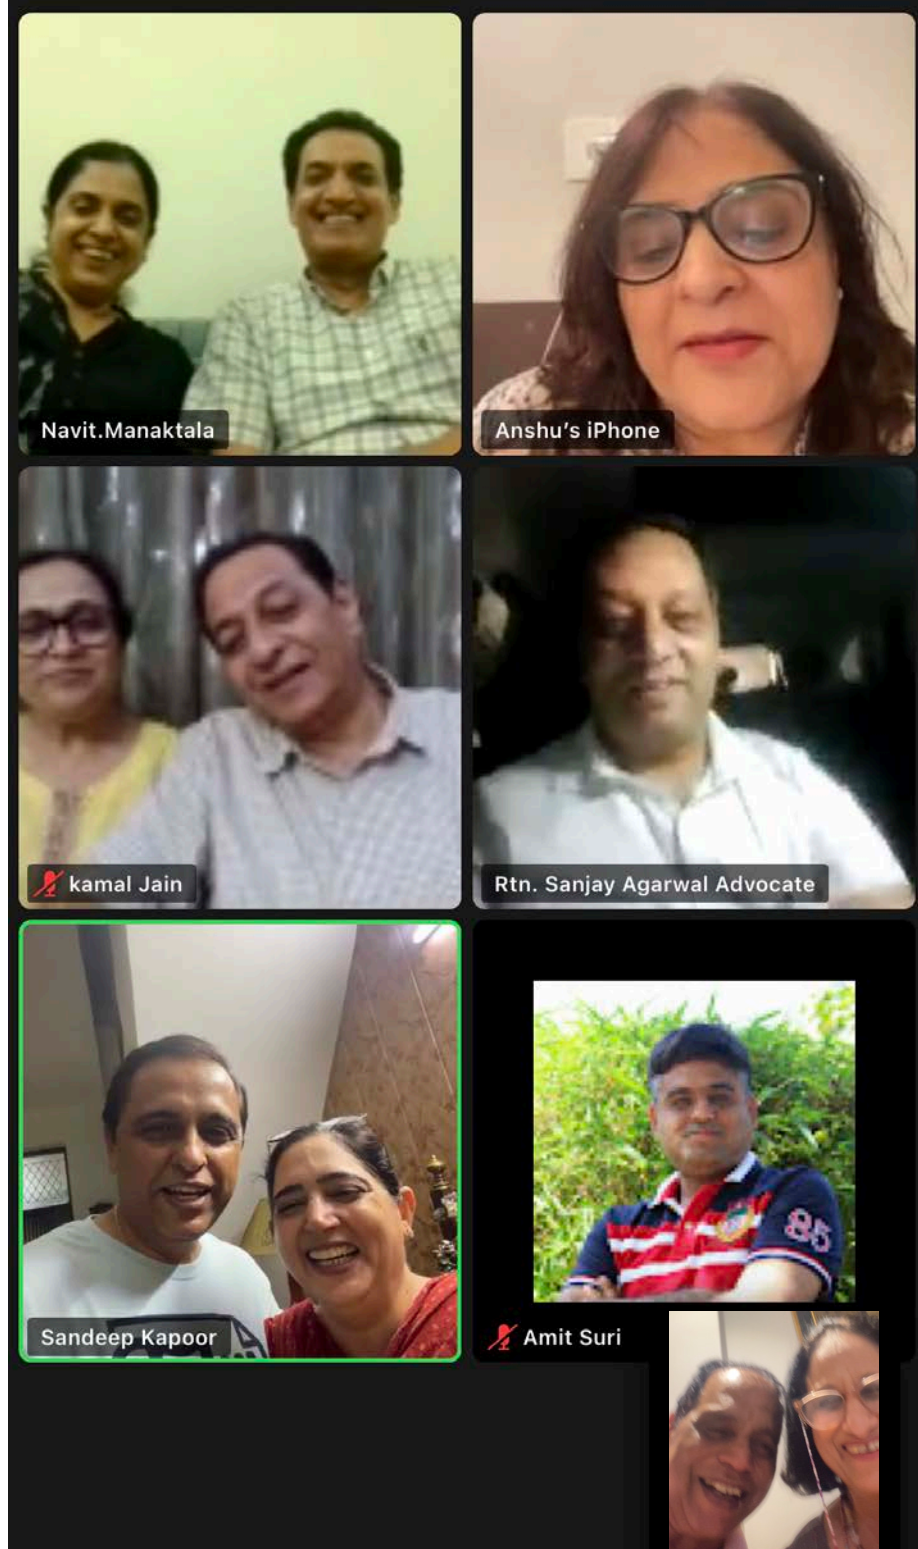 Navit.Manaktala
Anshu’s iPhone
kamal Jain
Rtn. Sanjay Agarwal Advocate
85
Sandeep Kapoor
Amit Suri